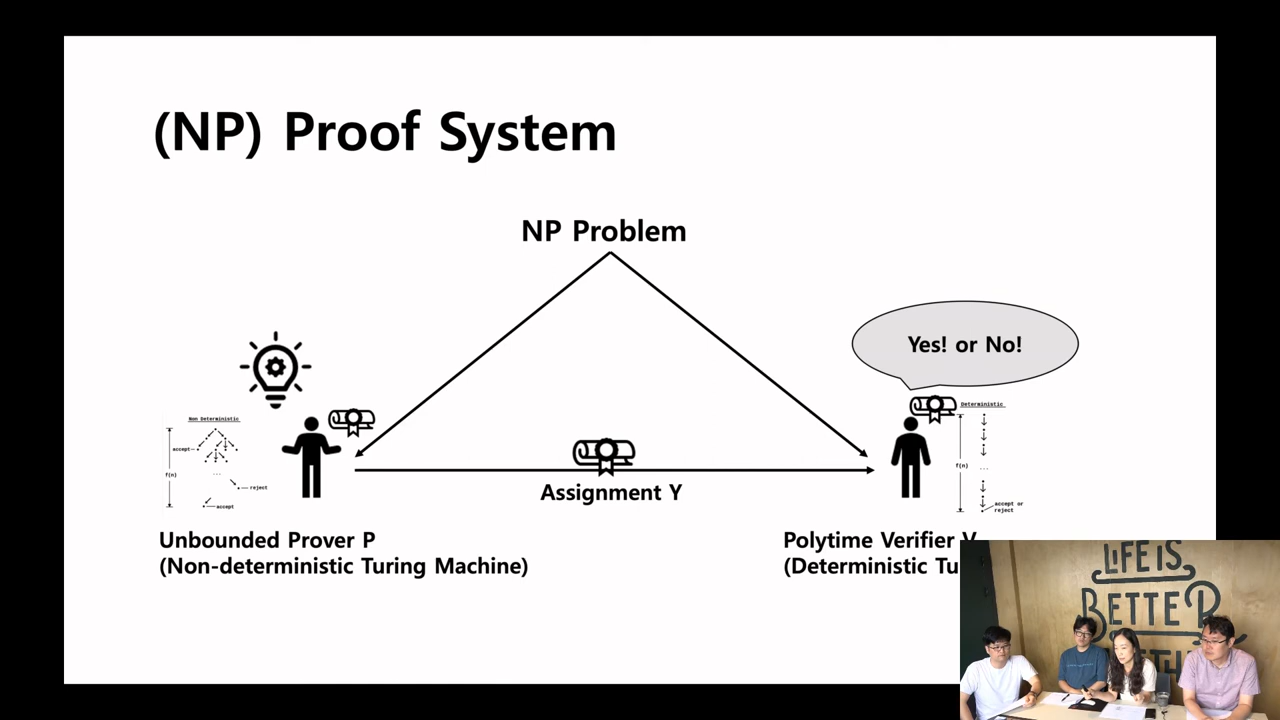 (NP) Proof System
NP Problem
Yes! or No!
Non Deterministic
accept
f(n)
...
reject
accept
Assignment Y
Deterministic
f(n)
...
accept or
reject
Unbounded Prover P
(Non-deterministic Turing Machine)
Polytime Verifier V
(Deterministic Tu
LIFE IS
BETTER